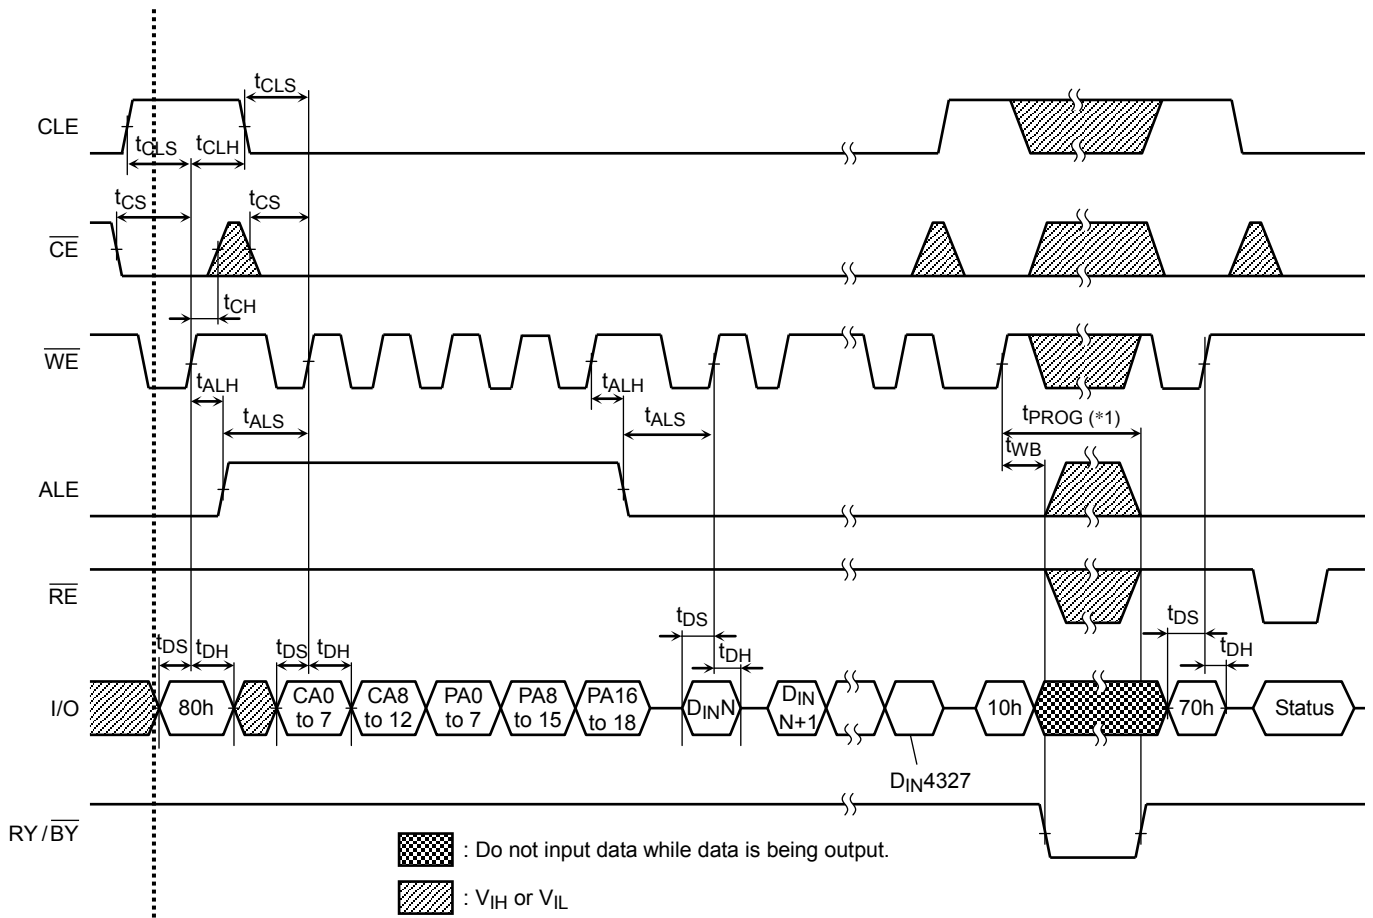 tCLS
CLE
tCLS
tCLH
tCS
tCS
CE
tCH
WE
tALH
tALH
tALS
tALS
tPROG (*1)
tWB
ALE
RE
tDS
tDH
tDS
tDH
tDS
tDH
tDS
tDH
I/O
80h
CA0
to 7
CA8
to 12
PA0
to 7
PA8
to 15
PA16
to 18
DINN
DIN
N+1
10h
70h
Status
DIN4327
RY/BY
: Do not input data while data is being output.
: VIH or VIL